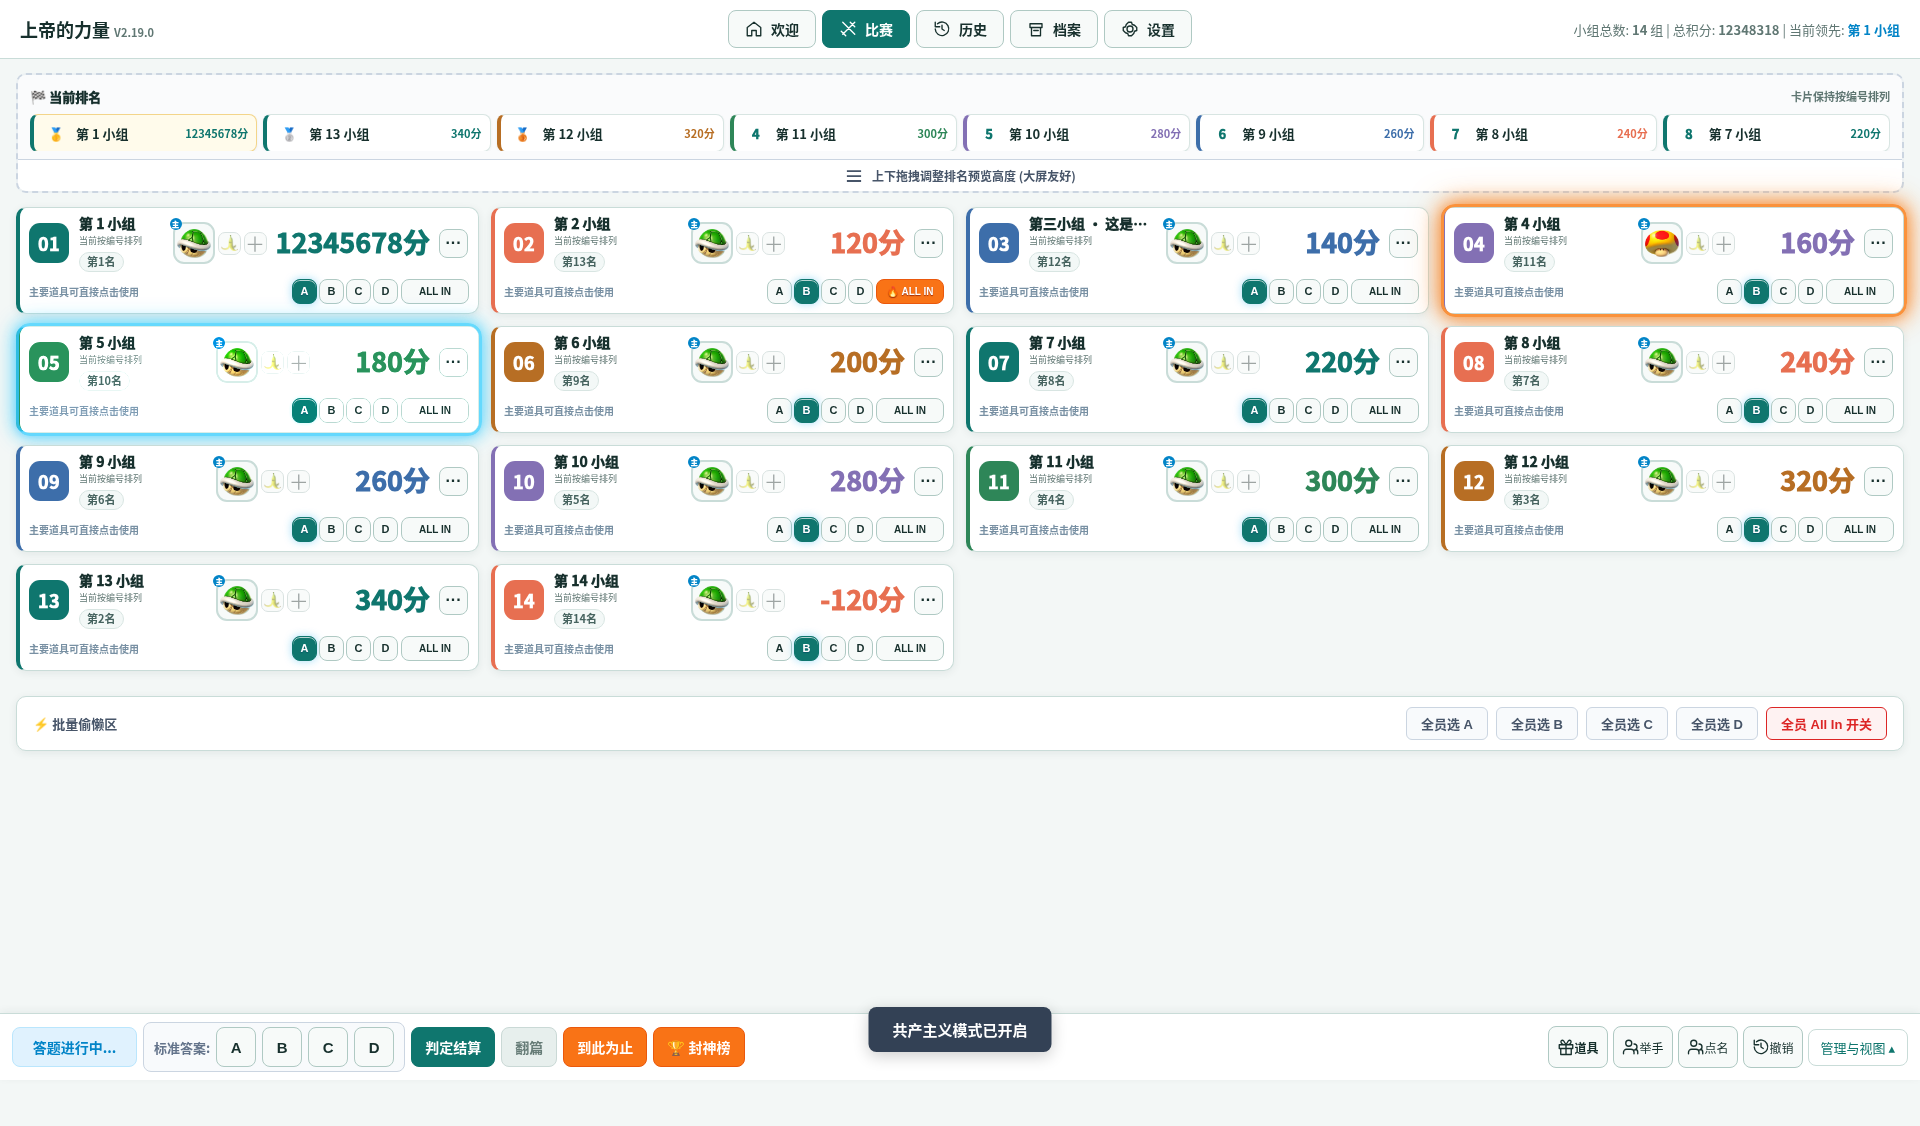 上帝的力量 V2.19.0
欢迎
比赛
历史
档案
设置
小组总数: 14 组 | 总积分: 12348318 | 当前领先: 第 1 小组
🏁 当前排名
卡片保持按编号排列
🥇 第 1 小组 12345678分
🥈 第 13 小组 340分
🥉 第 12 小组 320分
4 第 11 小组 300分
5 第 10 小组 280分
6 第 9 小组 260分
7 第 8 小组 240分
8 第 7 小组 220分
上下拖拽调整排名预览高度 (大屏友好)
01
第 1 小组
当前按编号排列
第1名
主
12345678分
···
主要道具可直接点击使用
A B C D ALL IN
02
第 2 小组
当前按编号排列
第13名
主
120分
···
主要道具可直接点击使用
A B C D 🔥 ALL IN
03
第三小组 · 这是···
当前按编号排列
第12名
主
140分
···
主要道具可直接点击使用
A B C D ALL IN
04
第 4 小组
当前按编号排列
第11名
主
160分
···
主要道具可直接点击使用
A B C D ALL IN
05
第 5 小组
当前按编号排列
第10名
主
180分
···
主要道具可直接点击使用
A B C D ALL IN
06
第 6 小组
当前按编号排列
第9名
主
200分
···
主要道具可直接点击使用
A B C D ALL IN
07
第 7 小组
当前按编号排列
第8名
主
220分
···
主要道具可直接点击使用
A B C D ALL IN
08
第 8 小组
当前按编号排列
第7名
主
240分
···
主要道具可直接点击使用
A B C D ALL IN
09
第 9 小组
当前按编号排列
第6名
主
260分
···
主要道具可直接点击使用
A B C D ALL IN
10
第 10 小组
当前按编号排列
第5名
主
280分
···
主要道具可直接点击使用
A B C D ALL IN
11
第 11 小组
当前按编号排列
第4名
主
300分
···
主要道具可直接点击使用
A B C D ALL IN
12
第 12 小组
当前按编号排列
第3名
主
320分
···
主要道具可直接点击使用
A B C D ALL IN
13
第 13 小组
当前按编号排列
第2名
主
340分
···
主要道具可直接点击使用
A B C D ALL IN
14
第 14 小组
当前按编号排列
第14名
主
-120分
···
主要道具可直接点击使用
A B C D ALL IN
⚡ 批量偷懒区
全员选 A
全员选 B
全员选 C
全员选 D
全员 All In 开关
共产主义模式已开启
答题进行中...
标准答案: A B C D
判定结算
翻篇
到此为止
🏆 封神榜
道具
举手
点名
撤销
管理与视图 ▴